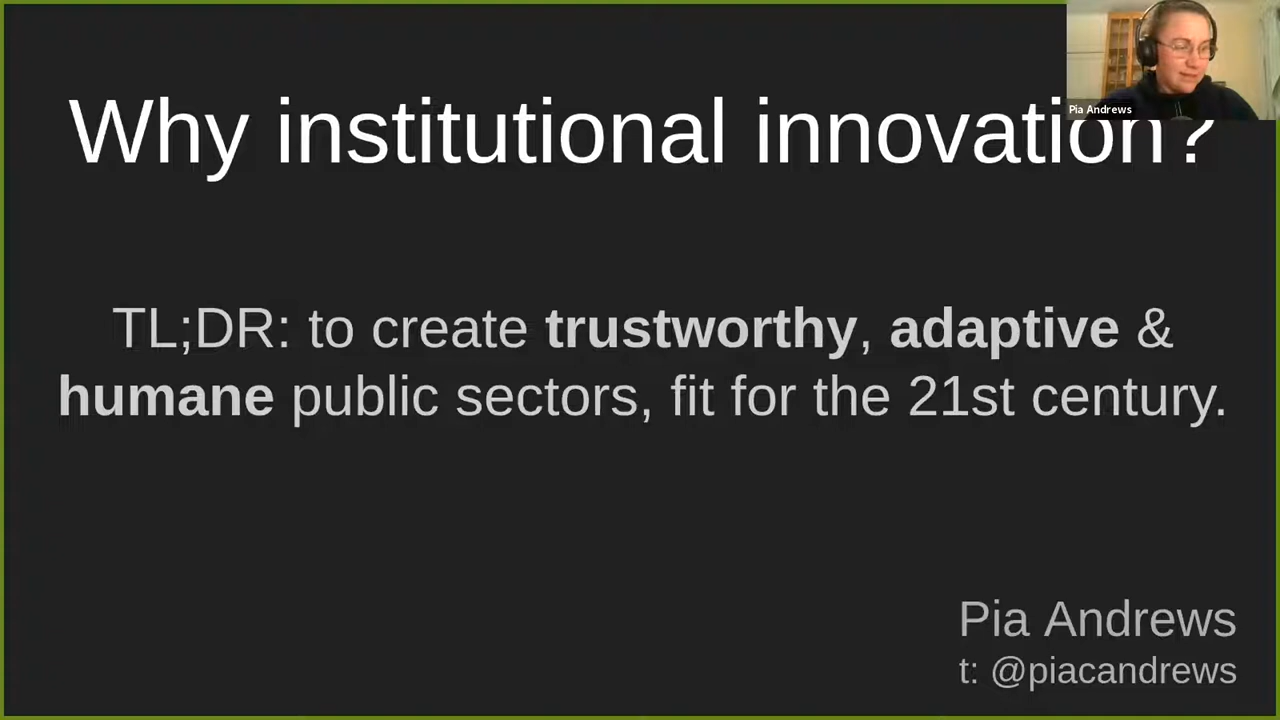 Why institutional innovation?
Pia Andrews
TL;DR: to create trustworthy, adaptive &
humane public sectors, fit for the 21st century.
Pia Andrews
t: @piacandrews